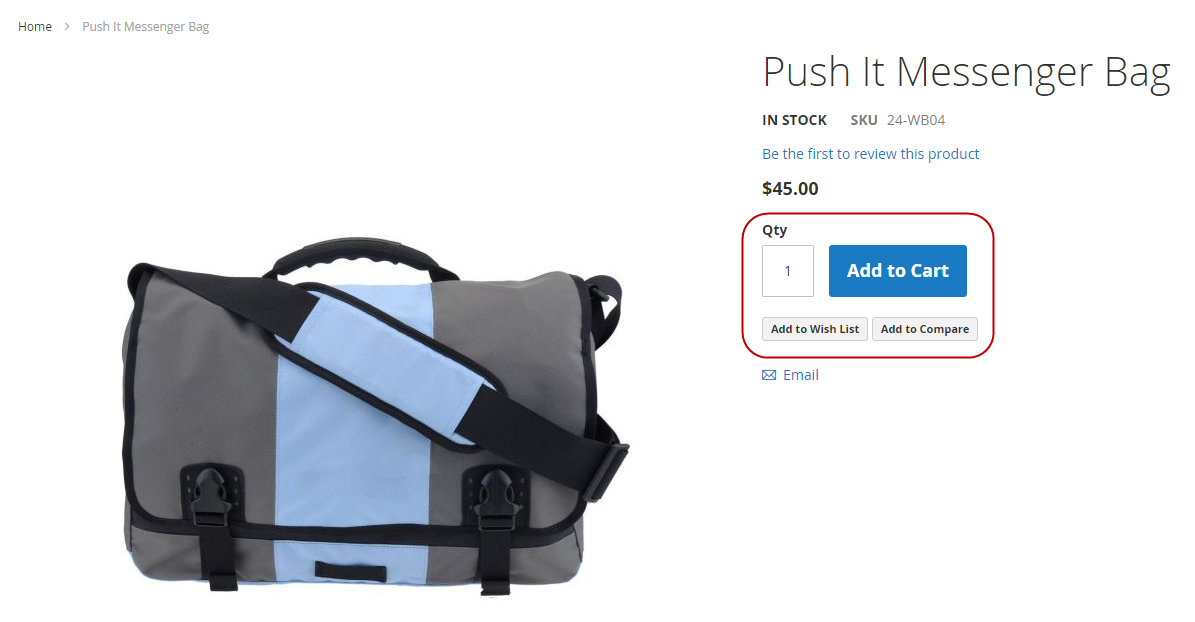 Home > Push It Messenger Bag
Push It Messenger Bag
IN STOCK SKU 24-WB04
Be the first to review this product
$45.00
Qty
1 Add to Cart
Add to Wish List Add to Compare
Email